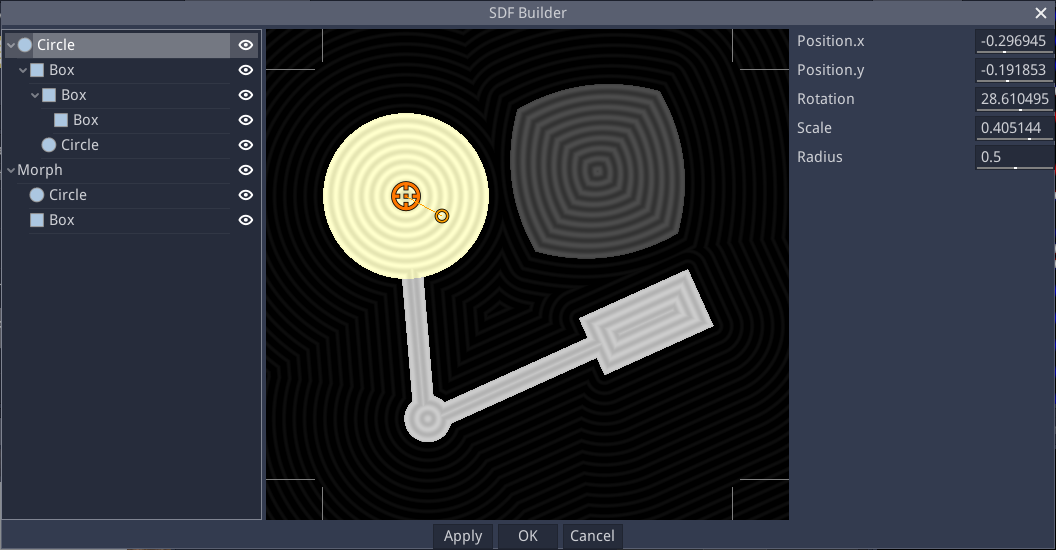 SDF Builder
Circle
Box
Box
Box
Circle
Morph
Circle
Box
Position.x -0.296945
Position.y -0.191853
Rotation 28.610495
Scale 0.405144
Radius 0.5
Apply OK Cancel